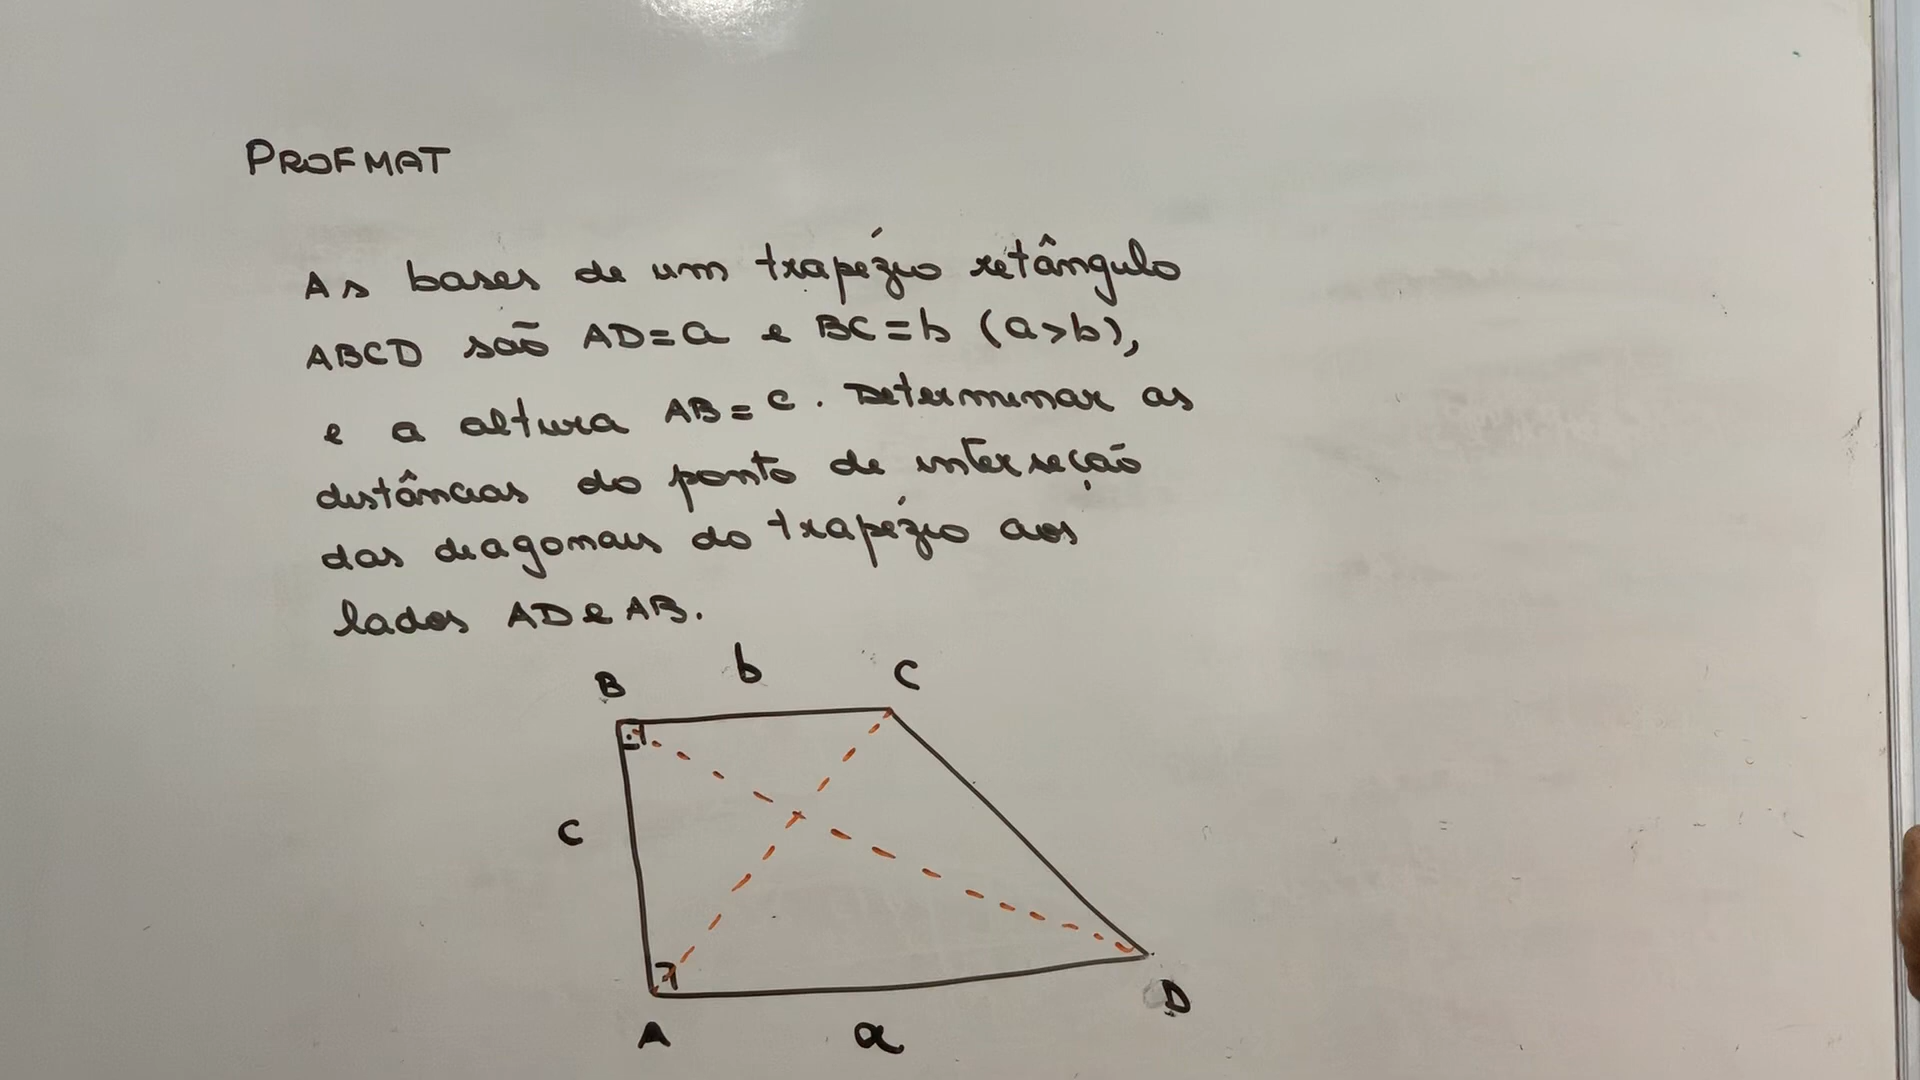 PROFMAT
As bases de um trapézio retângulo
ABCD são AD=a e BC=b (a>b),
e a altura AB=c. Determinar as
distâncias do ponto de interseção
das diagonais do trapézio aos
lados AD e AB.
B b C
c
A a D